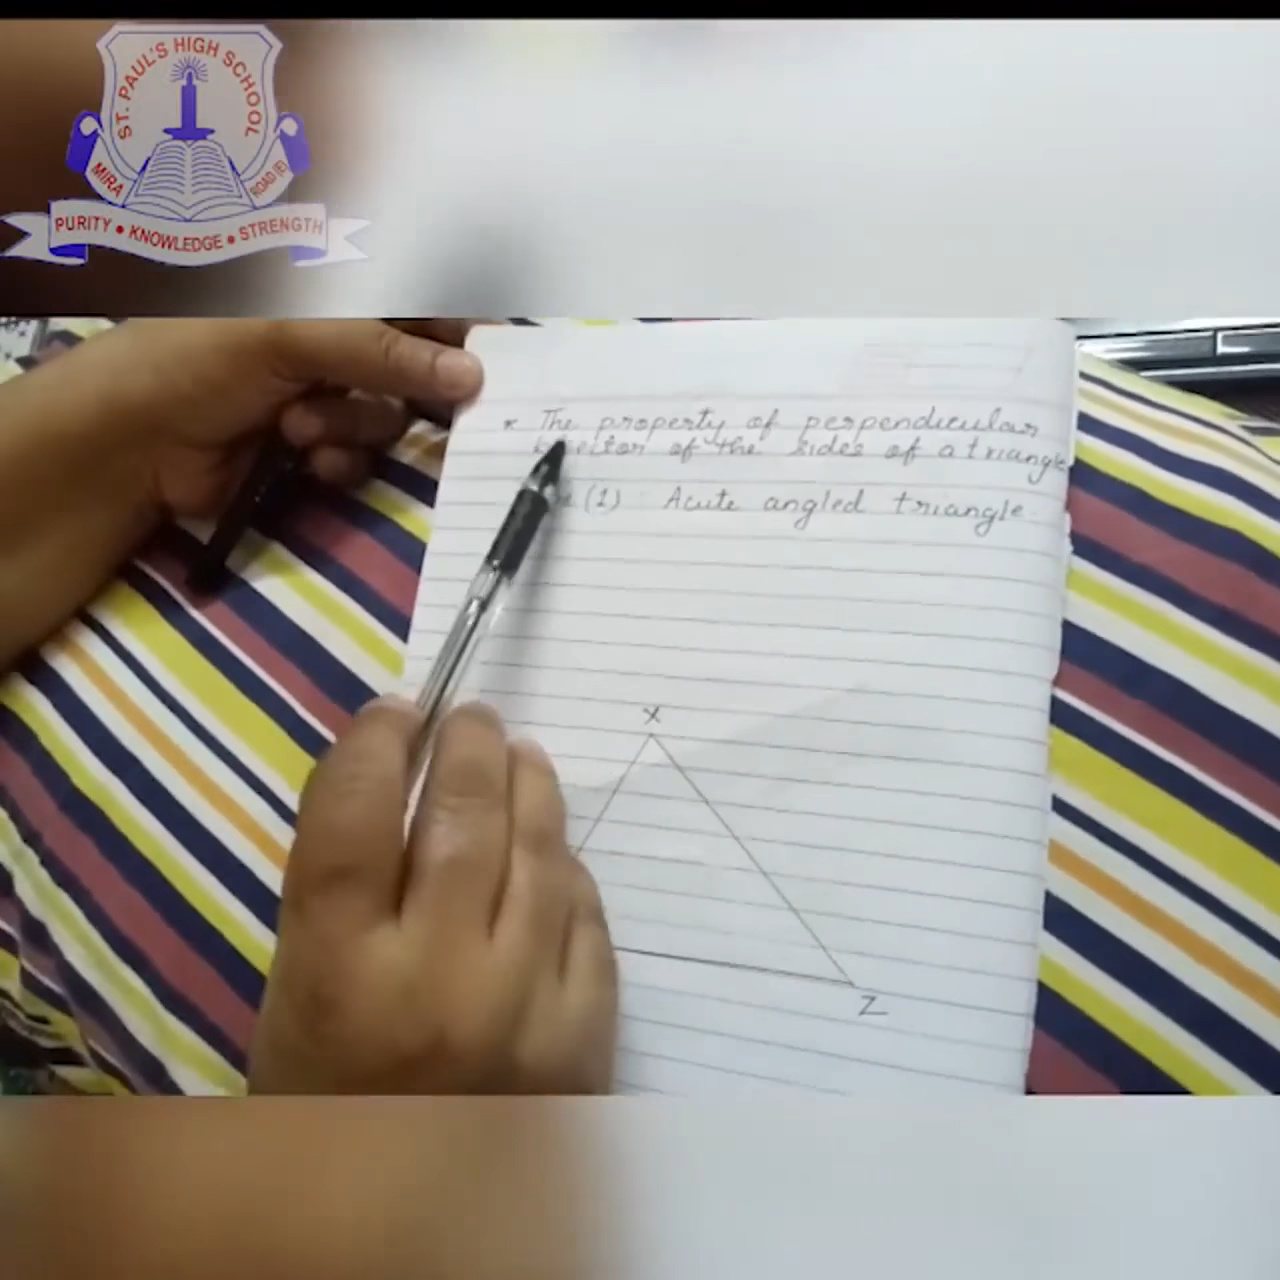 ST. PAUL'S HIGH SCHOOL
MIRA ROAD (E)
PURITY • KNOWLEDGE • STRENGTH
* The property of perpendicular
of the sides of a triangle
(1) Acute angled triangle
X
Z